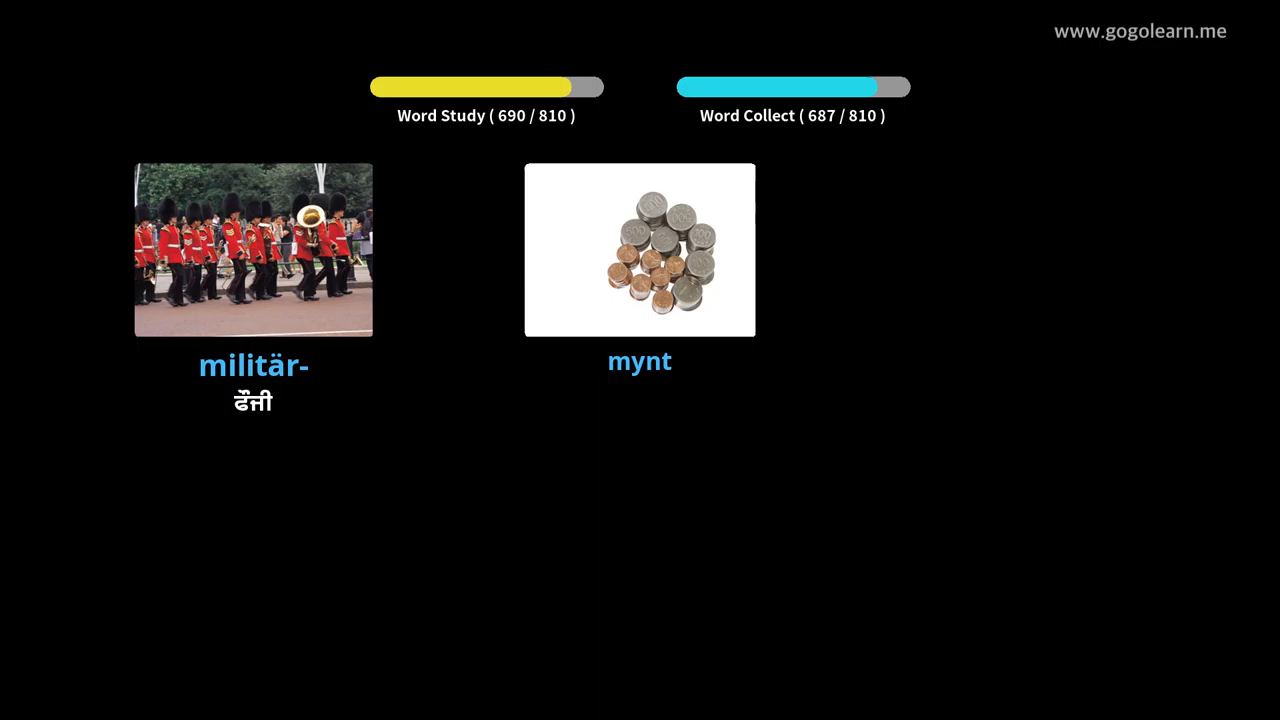 www.gogolearn.me
Word Study ( 690 / 810 )
Word Collect ( 687 / 810 )
militär-
mynt
फ़ौजी